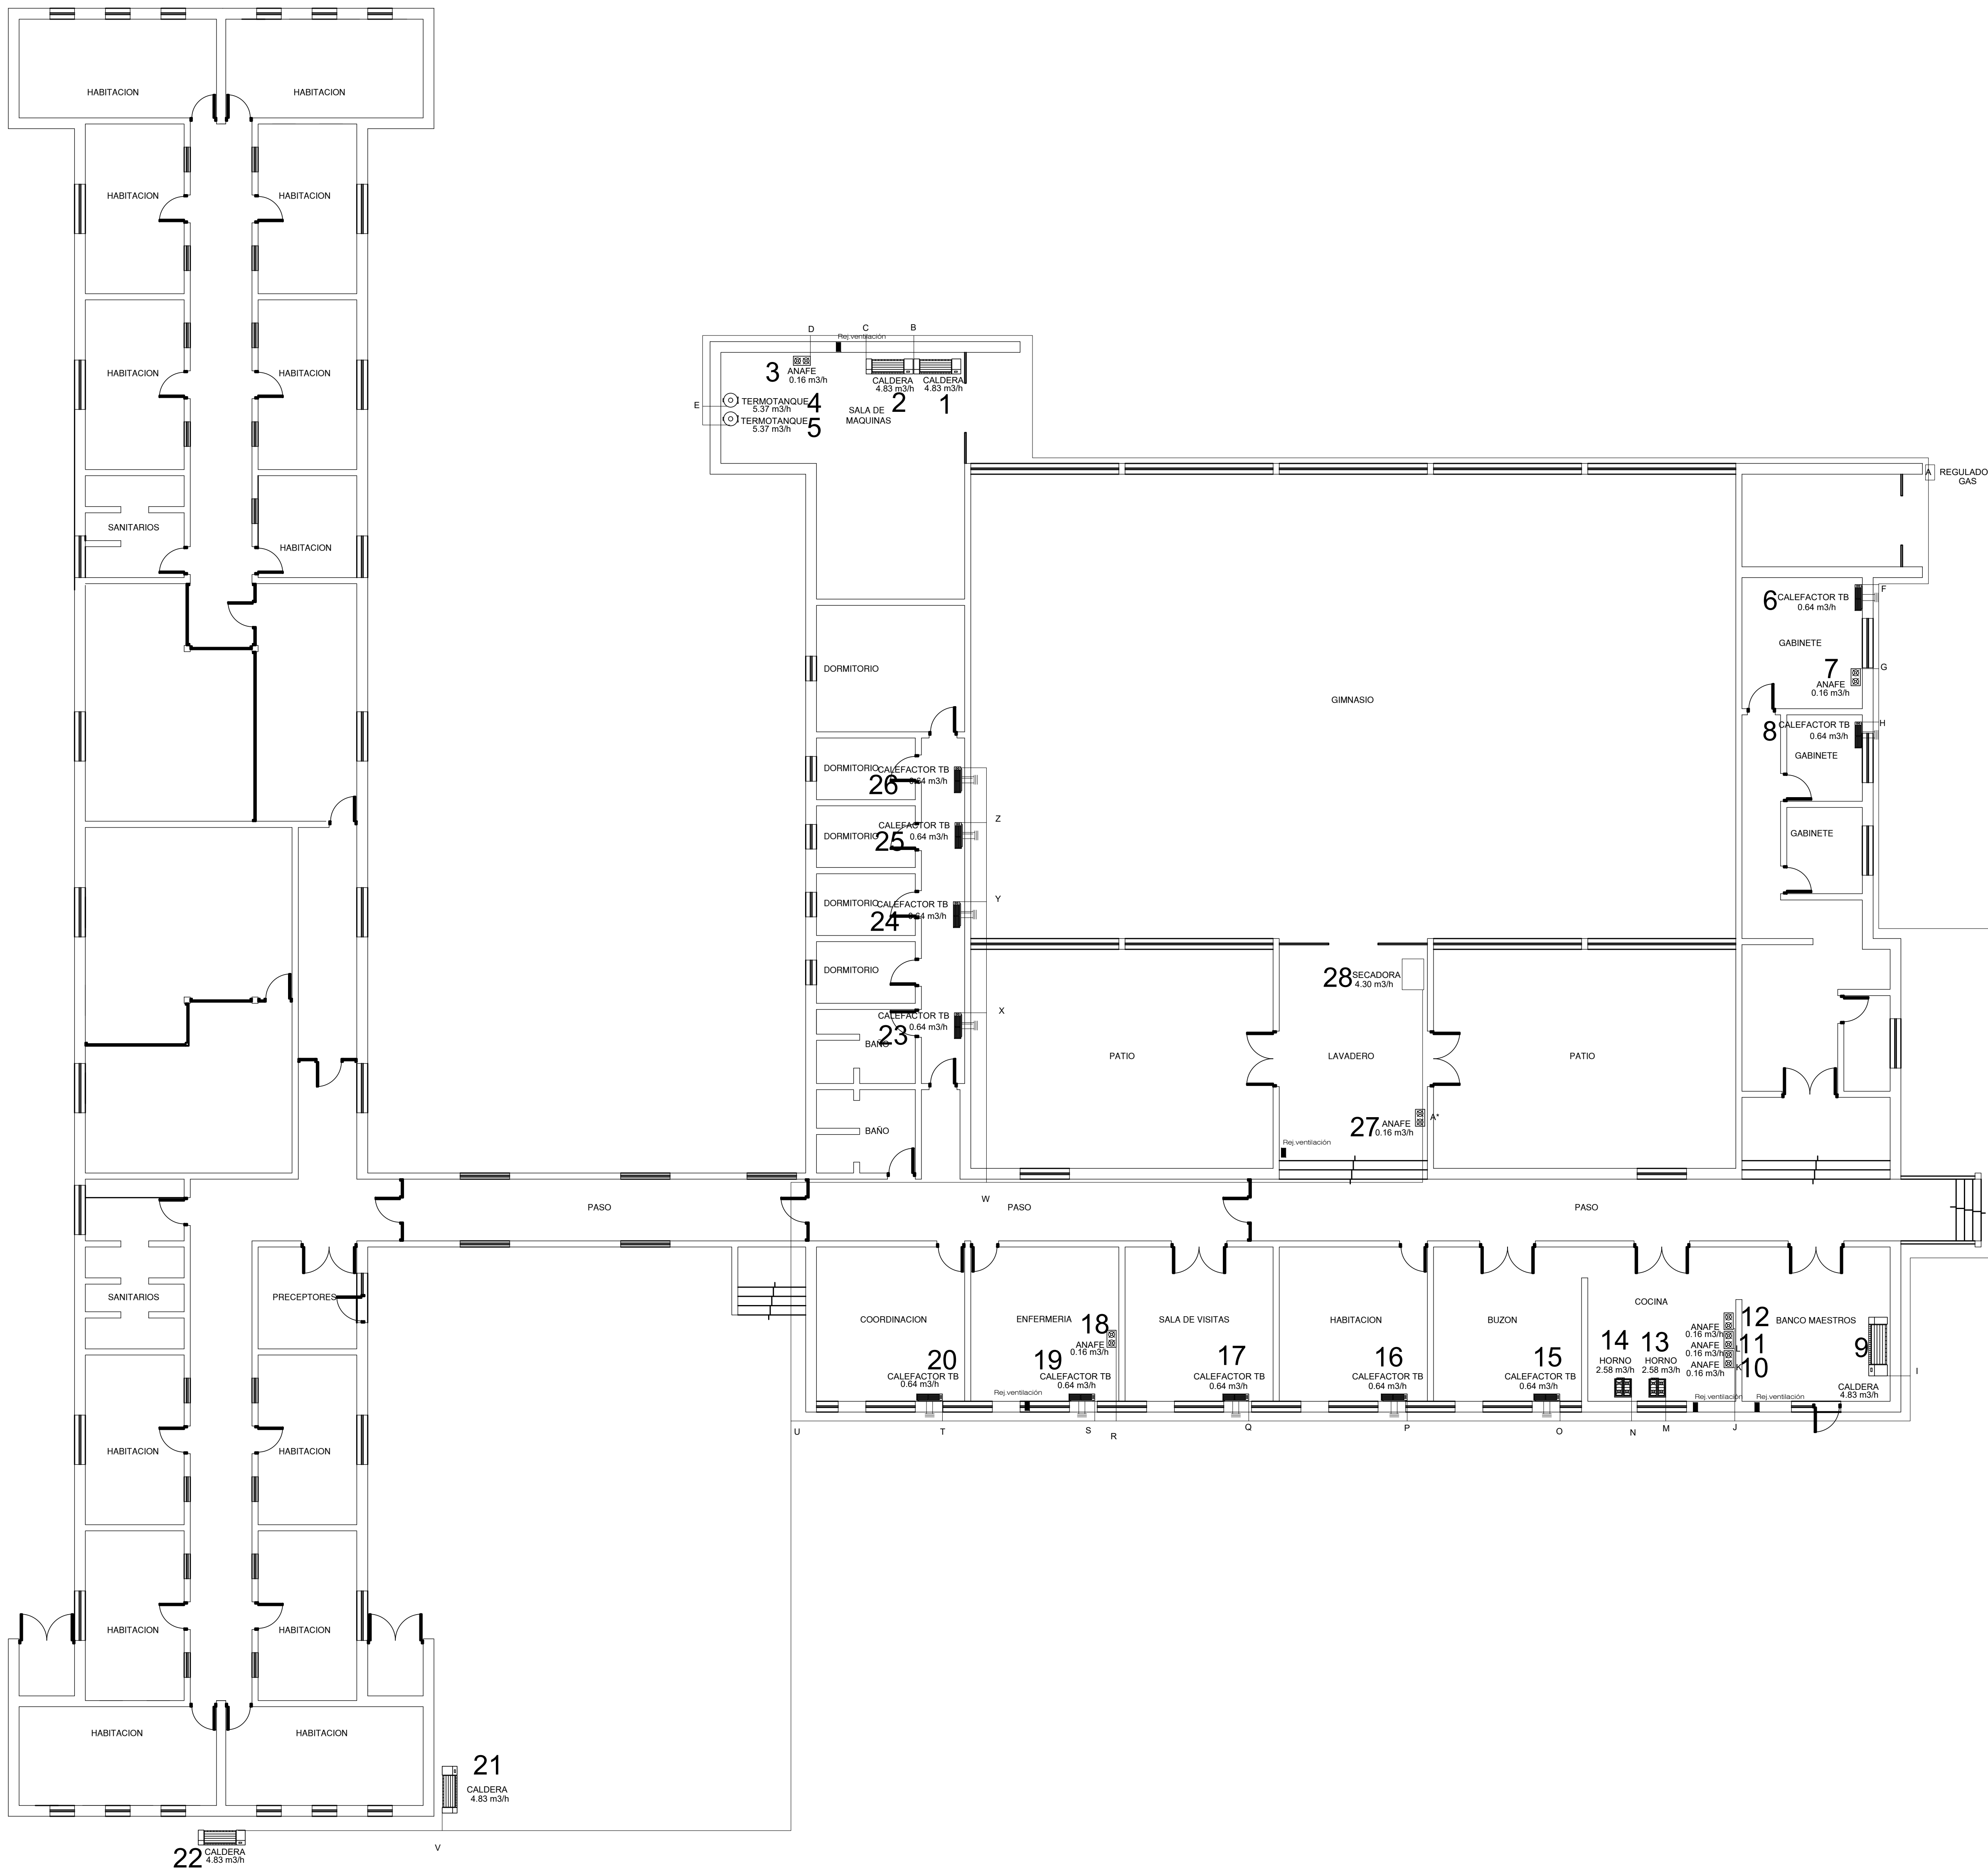 HABITACION
HABITACION
HABITACION
HABITACION
HABITACION
HABITACION
SANITARIOS
HABITACION
D
C
B
Rej.ventilación
3
ANAFE
0.16 m3/h
CALDERA
4.83 m3/h
2
CALDERA
4.83 m3/h
1
E
TERMOTANQUE
5.37 m3/h
4
TERMOTANQUE
5.37 m3/h
5
SALA DE
MAQUINAS
A
REGULADO
GAS
6
CALEFACTOR TB
0.64 m3/h
F
GABINETE
7
ANAFE
0.16 m3/h
G
8
CALEFACTOR TB
0.64 m3/h
H
GABINETE
GABINETE
GIMNASIO
DORMITORIO
DORMITORIO
CALEFACTOR TB
0.64 m3/h
26
DORMITORIO
CALEFACTOR TB
0.64 m3/h
25
Z
DORMITORIO
CALEFACTOR TB
0.64 m3/h
24
Y
DORMITORIO
CALEFACTOR TB
0.64 m3/h
23
X
BAÑO
BAÑO
28
SECADORA
4.30 m3/h
PATIO
LAVADERO
PATIO
27
ANAFE
0.16 m3/h
A*
Rej.ventilación
W
PASO
PASO
PASO
SANITARIOS
PRECEPTORES
COORDINACION
20
CALEFACTOR TB
0.64 m3/h
ENFERMERIA
18
ANAFE
0.16 m3/h
19
CALEFACTOR TB
0.64 m3/h
Rej.ventilación
SALA DE VISITAS
17
CALEFACTOR TB
0.64 m3/h
HABITACION
16
CALEFACTOR TB
0.64 m3/h
BUZON
15
CALEFACTOR TB
0.64 m3/h
COCINA
14
HORNO
2.58 m3/h
13
HORNO
2.58 m3/h
ANAFE
0.16 m3/h
12
ANAFE
0.16 m3/h
L
11
ANAFE
0.16 m3/h
K
10
BANCO MAESTROS
9
CALDERA
4.83 m3/h
I
Rej.ventilación
Rej.ventilación
U
T
S
R
Q
P
O
N
M
J
HABITACION
HABITACION
HABITACION
HABITACION
HABITACION
HABITACION
21
CALDERA
4.83 m3/h
V
22
CALDERA
4.83 m3/h